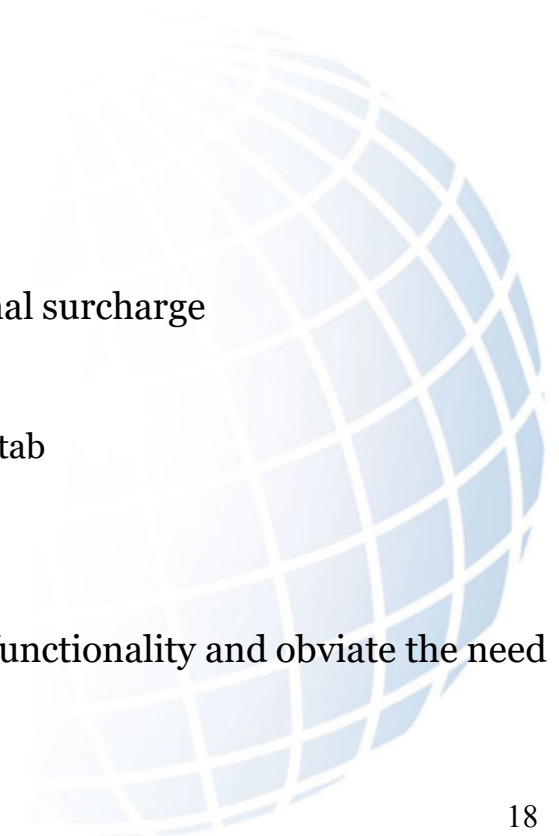 nal surcharge
tab
functionality and obviate the need
18